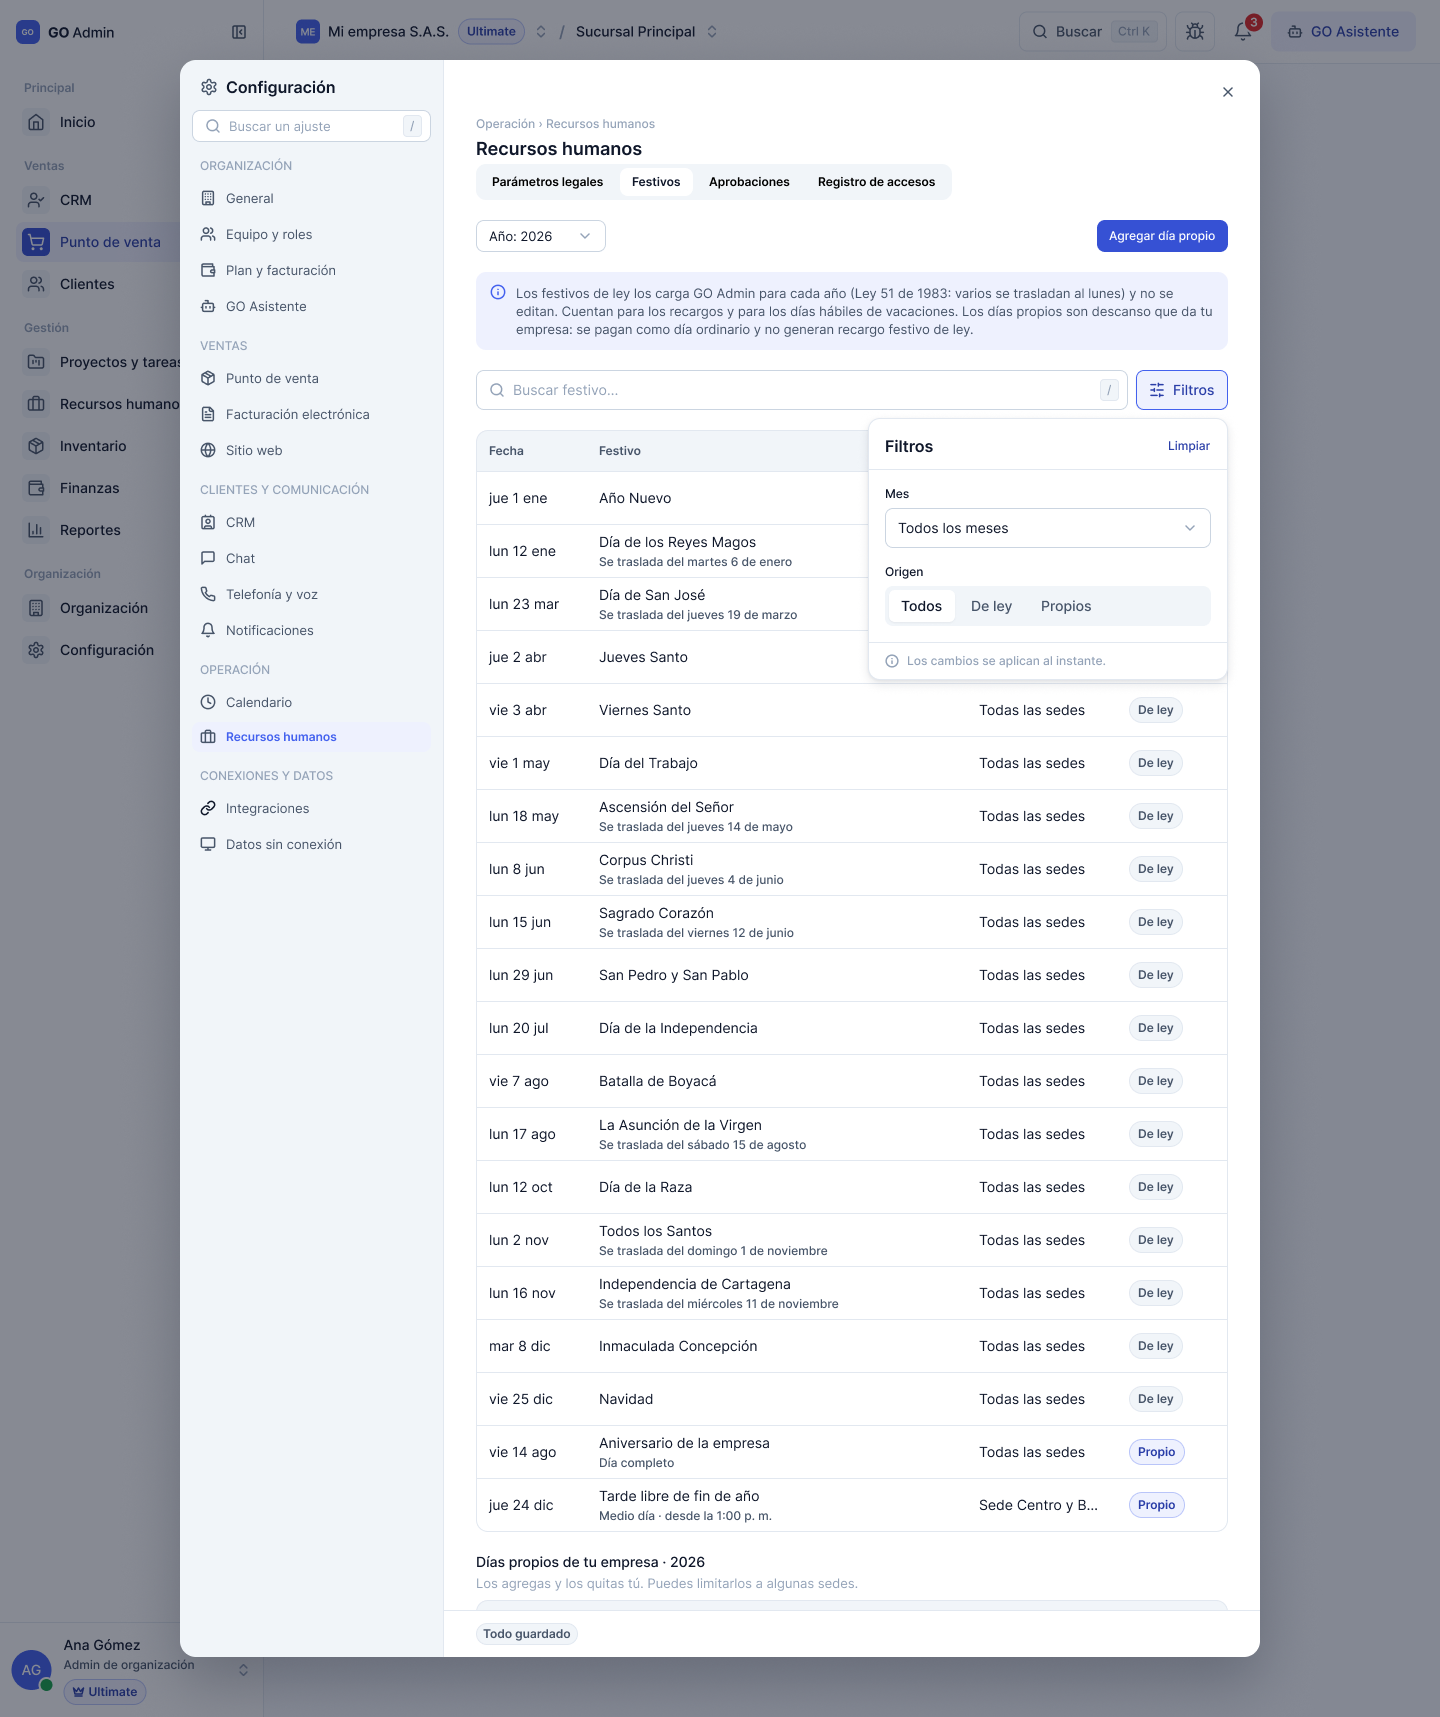 GO
GO Admin
ME
Mi empresa S.A.S.
Ultimate
/
Sucursal Principal
Buscar
Ctrl K
3
GO Asistente
Principal
Inicio
Ventas
CRM
Punto de venta
Clientes
Gestión
Proyectos y tareas
Recursos humano
Inventario
Finanzas
Reportes
Organización
Organización
Configuración
Ana Gómez
AG
Admin de organización
Ultimate
Configuración
Buscar un ajuste
/
ORGANIZACIÓN
General
Equipo y roles
Plan y facturación
GO Asistente
VENTAS
Punto de venta
Facturación electrónica
Sitio web
CLIENTES Y COMUNICACIÓN
CRM
Chat
Telefonía y voz
Notificaciones
OPERACIÓN
Calendario
Recursos humanos
CONEXIONES Y DATOS
Integraciones
Datos sin conexión
Operación › Recursos humanos
Recursos humanos
Parámetros legales
Festivos
Aprobaciones
Registro de accesos
Año: 2026
Agregar día propio
Los festivos de ley los carga GO Admin para cada año (Ley 51 de 1983: varios se trasladan al lunes) y no se
editan. Cuentan para los recargos y para los días hábiles de vacaciones. Los días propios son descanso que da tu
empresa: se pagan como día ordinario y no generan recargo festivo de ley.
Buscar festivo...
/
Filtros
Filtros
Limpiar
Mes
Todos los meses
Origen
Todos
De ley
Propios
Los cambios se aplican al instante.
Fecha
Festivo
jue 1 ene
Año Nuevo
lun 12 ene
Día de los Reyes Magos
Se traslada del martes 6 de enero
lun 23 mar
Día de San José
Se traslada del jueves 19 de marzo
jue 2 abr
Jueves Santo
vie 3 abr
Viernes Santo
Todas las sedes
De ley
vie 1 may
Día del Trabajo
Todas las sedes
De ley
lun 18 may
Ascensión del Señor
Se traslada del jueves 14 de mayo
Todas las sedes
De ley
lun 8 jun
Corpus Christi
Se traslada del jueves 4 de junio
Todas las sedes
De ley
lun 15 jun
Sagrado Corazón
Se traslada del viernes 12 de junio
Todas las sedes
De ley
lun 29 jun
San Pedro y San Pablo
Todas las sedes
De ley
lun 20 jul
Día de la Independencia
Todas las sedes
De ley
vie 7 ago
Batalla de Boyacá
Todas las sedes
De ley
lun 17 ago
La Asunción de la Virgen
Se traslada del sábado 15 de agosto
Todas las sedes
De ley
lun 12 oct
Día de la Raza
Todas las sedes
De ley
lun 2 nov
Todos los Santos
Se traslada del domingo 1 de noviembre
Todas las sedes
De ley
lun 16 nov
Independencia de Cartagena
Se traslada del miércoles 11 de noviembre
Todas las sedes
De ley
mar 8 dic
Inmaculada Concepción
Todas las sedes
De ley
vie 25 dic
Navidad
Todas las sedes
De ley
vie 14 ago
Aniversario de la empresa
Día completo
Todas las sedes
Propio
jue 24 dic
Tarde libre de fin de año
Medio día · desde la 1:00 p. m.
Sede Centro y B...
Propio
Días propios de tu empresa · 2026
Los agregas y los quitas tú. Puedes limitarlos a algunas sedes.
Todo guardado